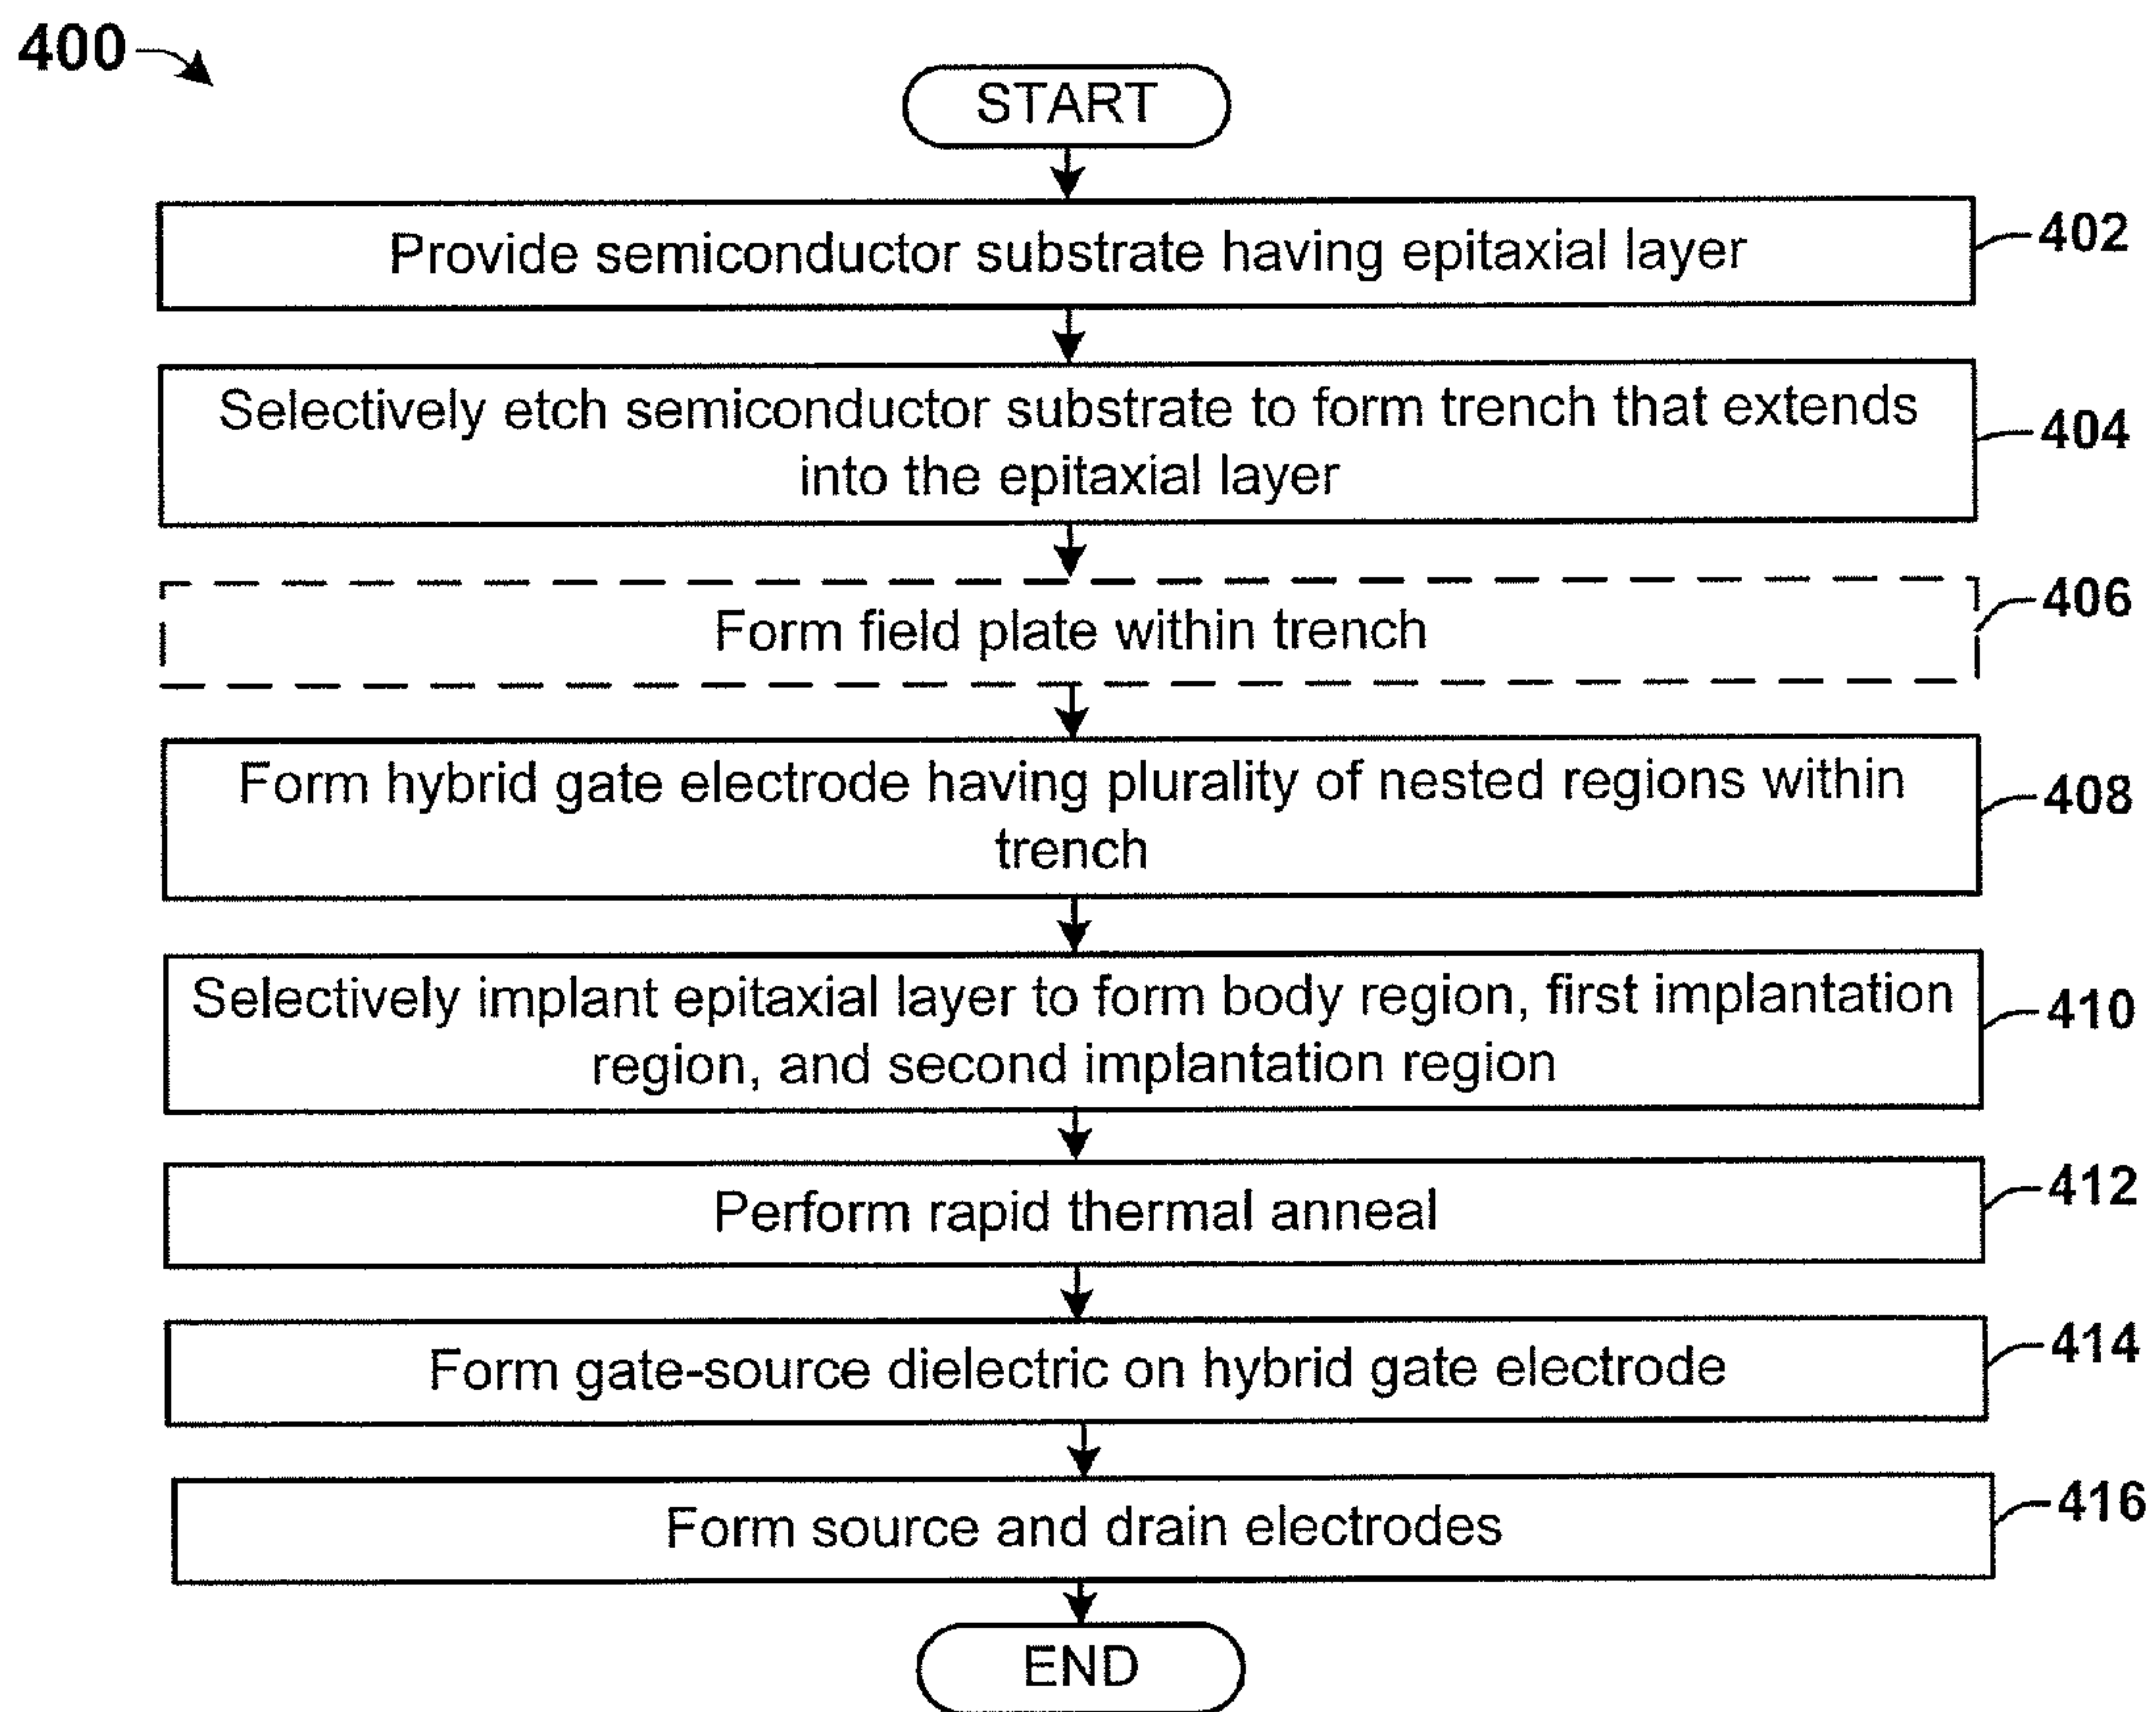 400
START
Provide semiconductor substrate having epitaxial layer
402
Selectively etch semiconductor substrate to form trench that extends
into the epitaxial layer
404
Form field plate within trench
406
Form hybrid gate electrode having plurality of nested regions within
trench
408
Selectively implant epitaxial layer to form body region, first implantation
region, and second implantation region
410
Perform rapid thermal anneal
412
Form gate-source dielectric on hybrid gate electrode
414
Form source and drain electrodes
416
END